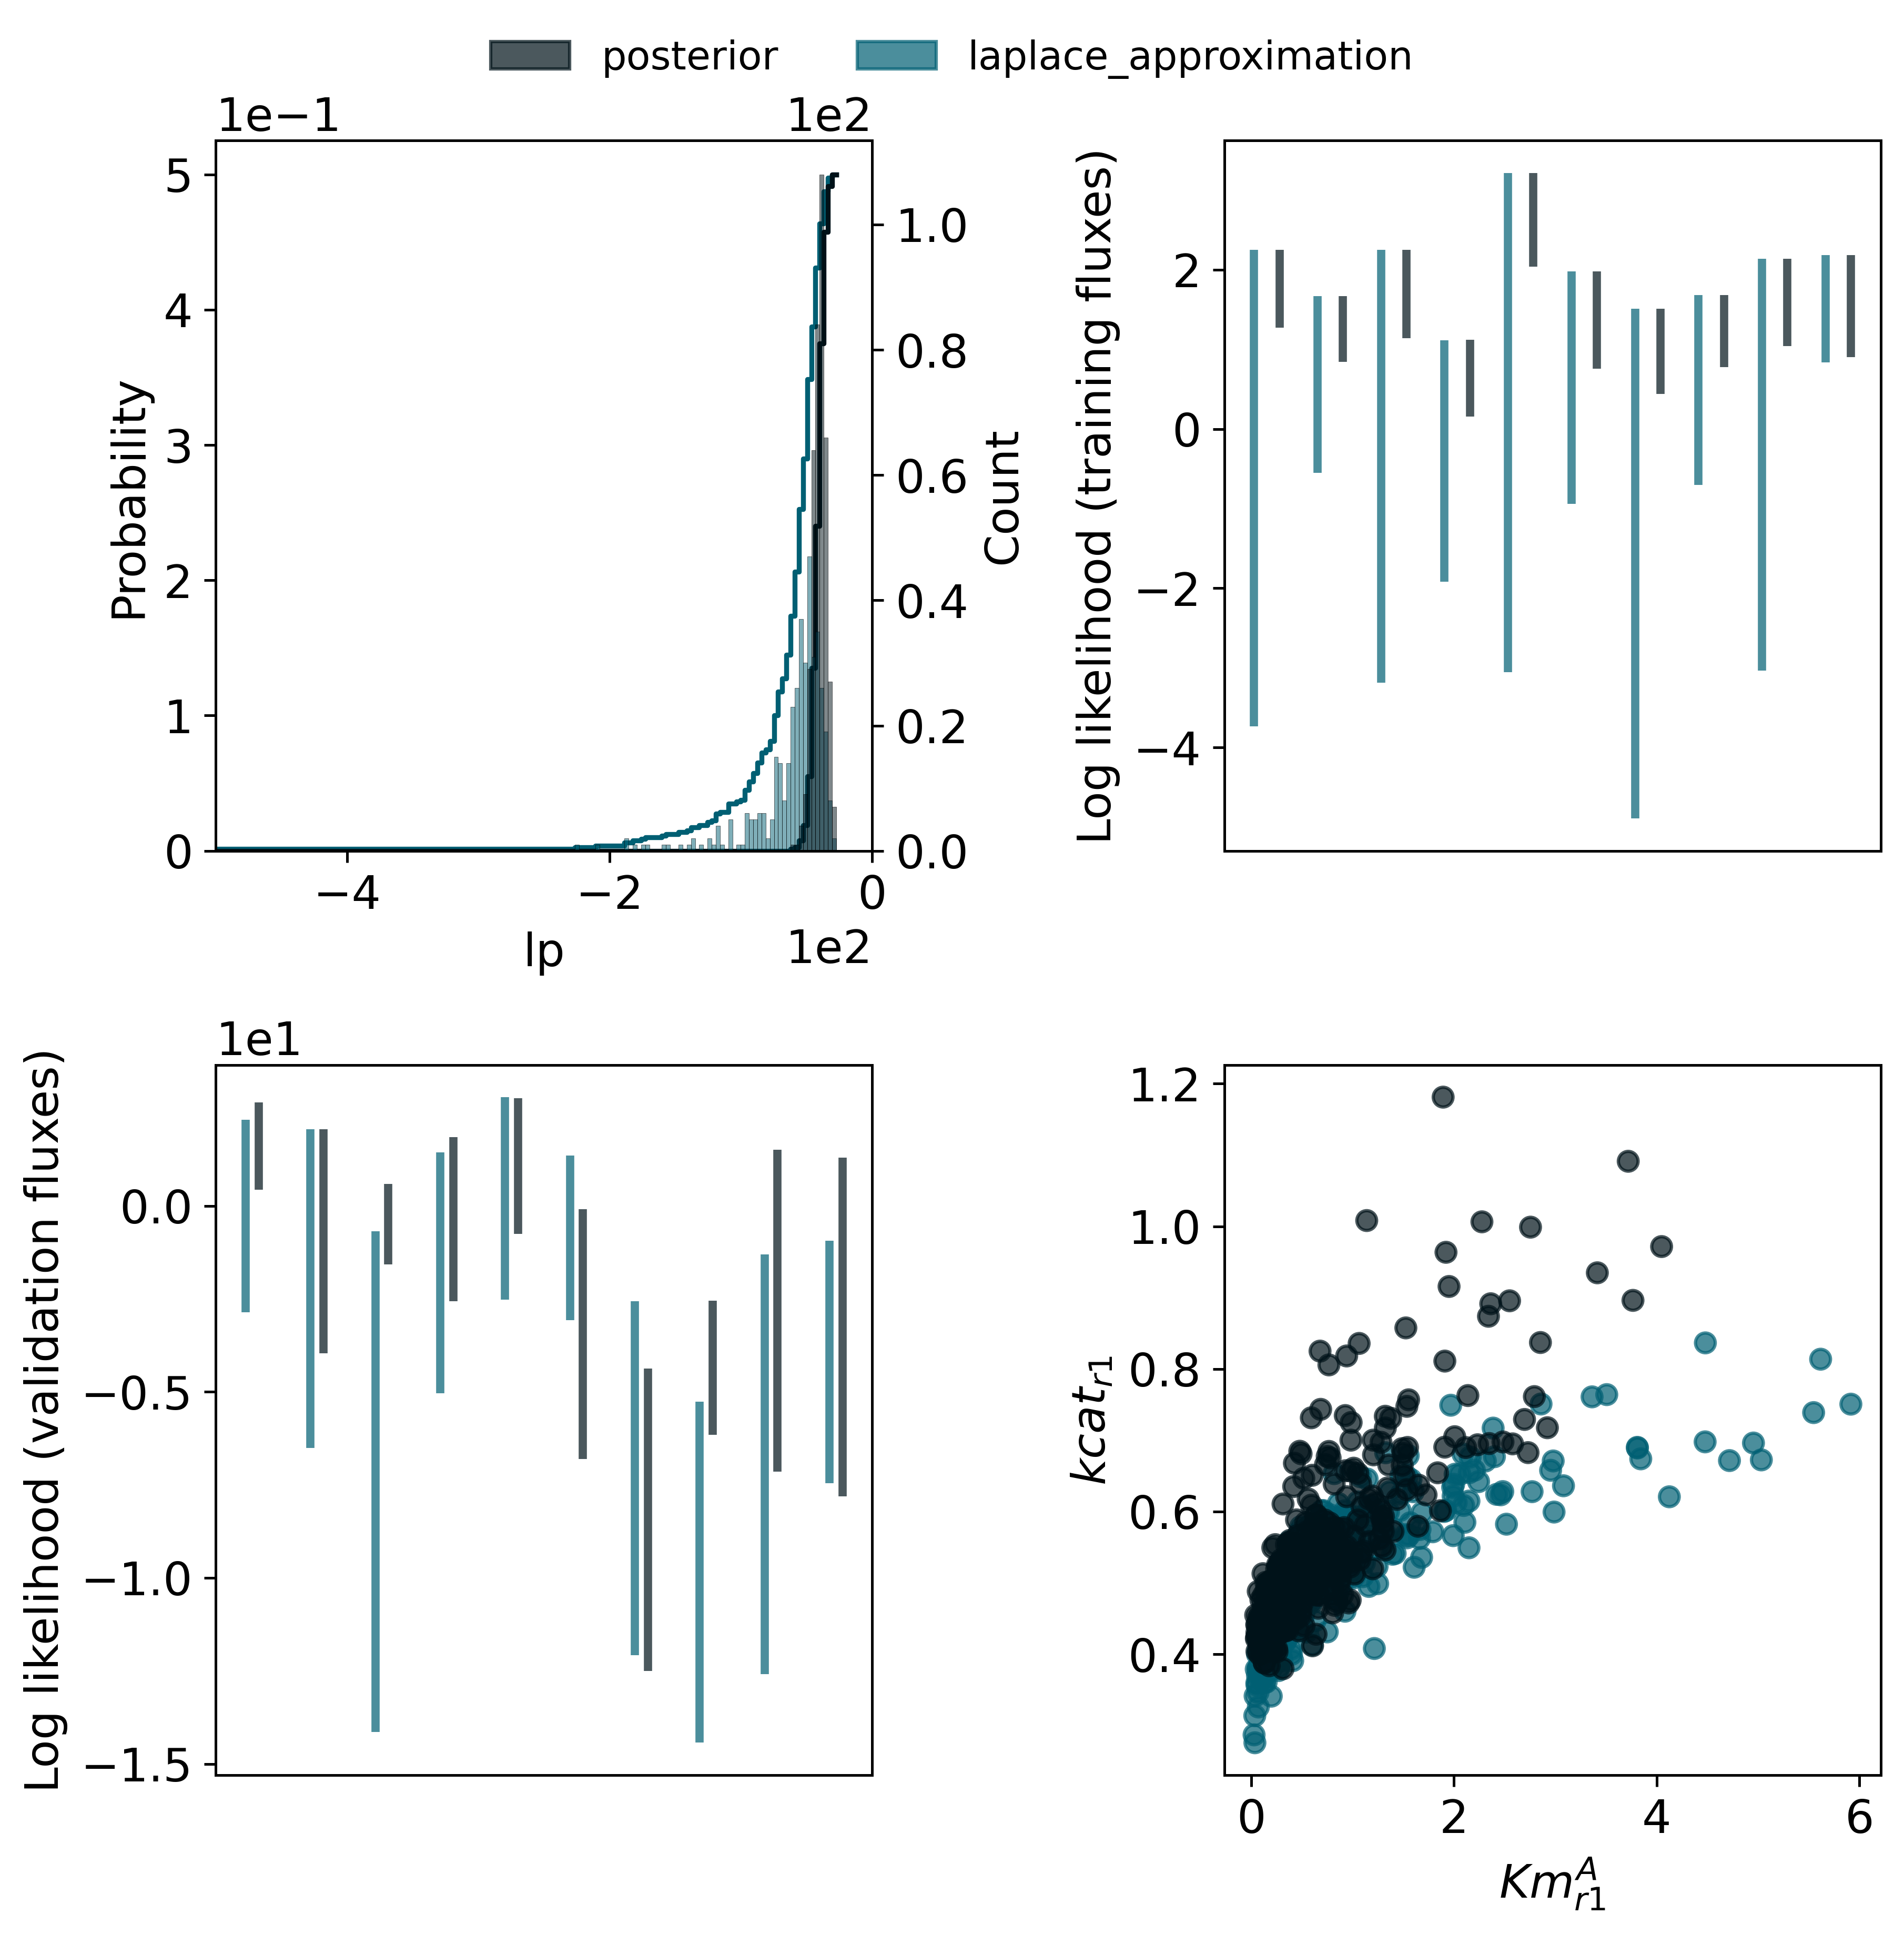 posterior laplace_approximation
1e−1 1e2
5
4
3
2
1
0
Probability
1.0
0.8
0.6
0.4
0.2
0.0
Count
−4 −2 0
lp 1e2
2
0
−2
−4
Log likelihood (training fluxes)
1e1
0.0
−0.5
−1.0
−1.5
Log likelihood (validation fluxes)
1.2
1.0
0.8
0.6
0.4
kcat_{r1}
0 2 4 6
Km^A_{r1}